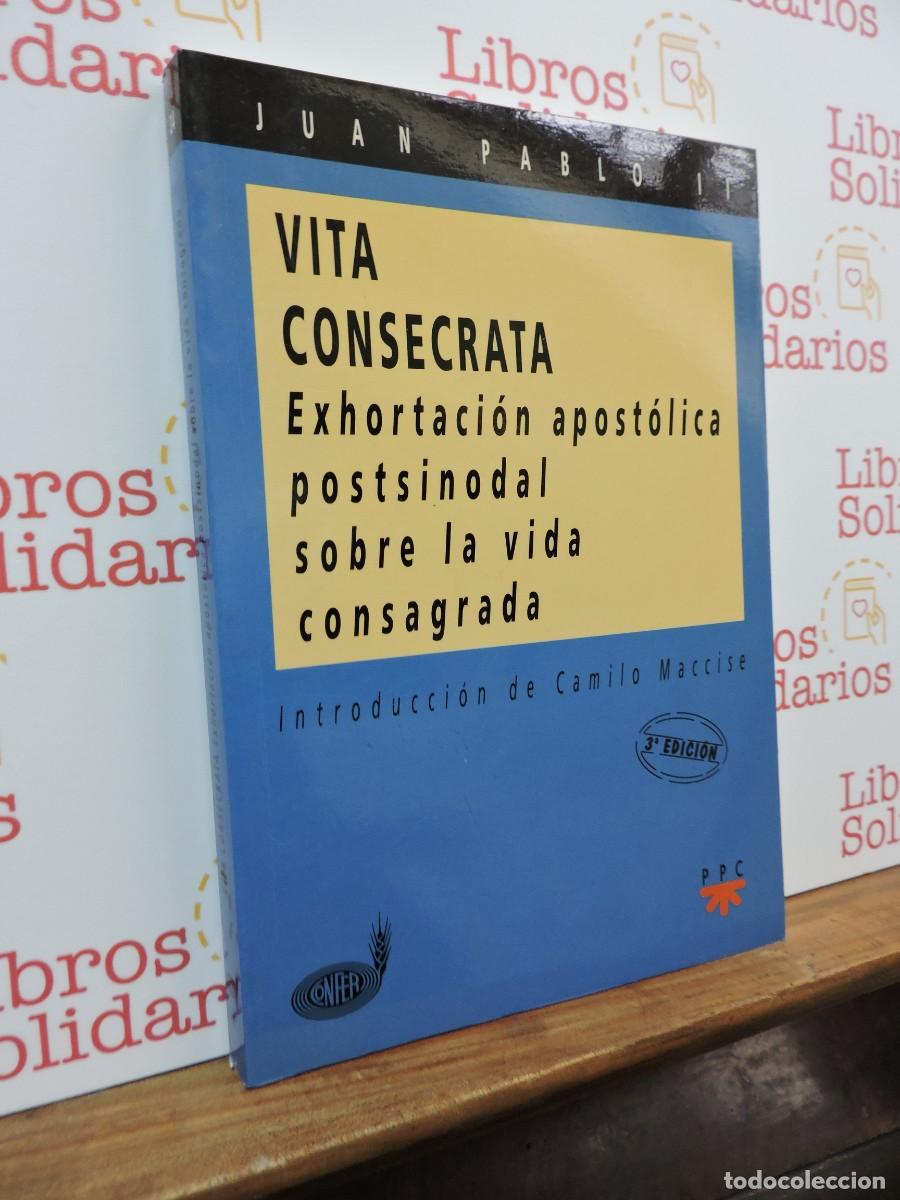 JUAN PABLO II
VITA
CONSECRATA
Exhortación apostólica
postsinodal
sobre la vida
consagrada
Introducción de Camilo Maccise
3ª EDICIÓN
PPC
CONFER
Libros
Solidarios
todocoleccion